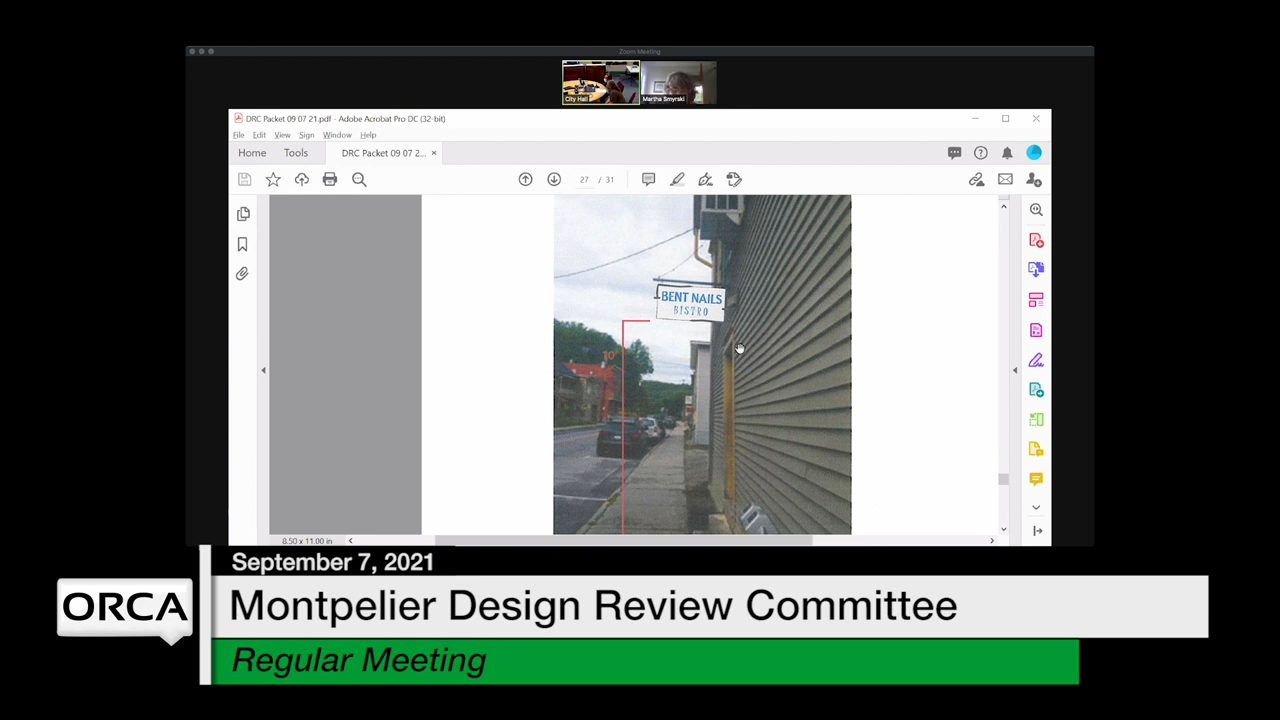 Zoom Meeting
City Hall
Martha Smyrski
DRC Packet 09 07 21.pdf - Adobe Acrobat Pro DC (32-bit)
File Edit View Sign Window Help
Home Tools DRC Packet 09 07 2... ×
27 / 31
BENT NAILS
BISTRO
10'
8.50 x 11.00 in
September 7, 2021
ORCA
Montpelier Design Review Committee
Regular Meeting